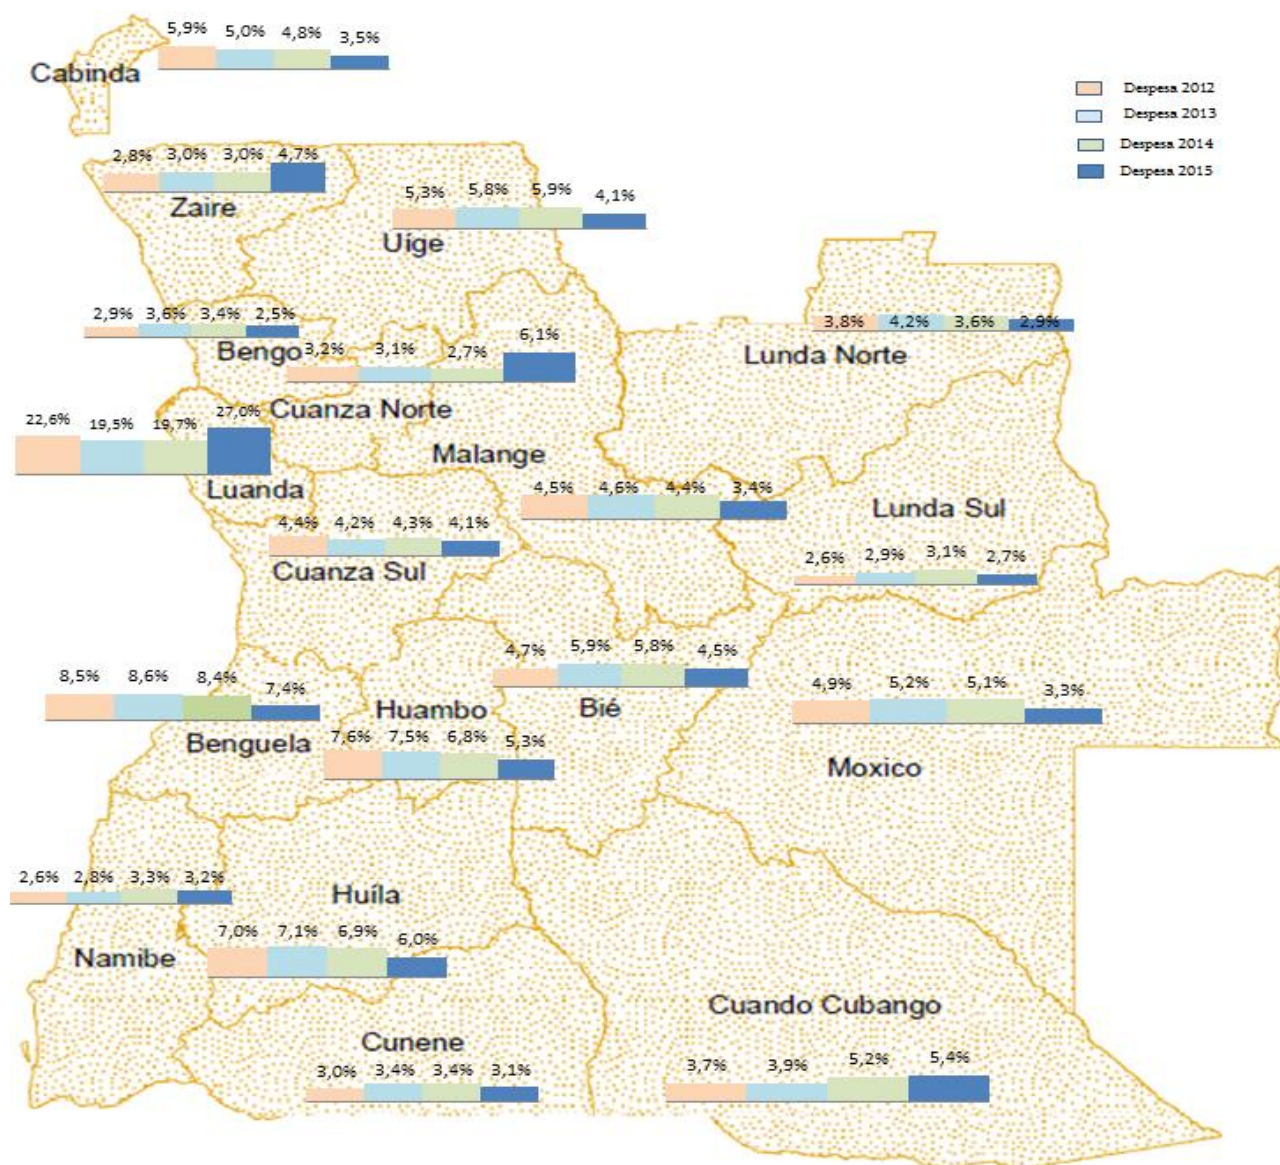 5,9% 5,0% 4,8% 3,5%
Cabinda
Despesa 2012
Despesa 2013
Despesa 2014
Despesa 2015
2,8% 3,0% 3,0% 4,7%
Zaire
5,3% 5,8% 5,9% 4,1%
Uíge
2,9% 3,6% 3,4% 2,5%
Bengo
3,8% 4,2% 3,6% 2,9%
Lunda Norte
3,2% 3,1% 2,7% 6,1%
Cuanza Norte
22,6% 19,5% 19,7% 27,0%
Luanda
Malange
4,5% 4,6% 4,4% 3,4%
Lunda Sul
2,6% 2,9% 3,1% 2,7%
4,4% 4,2% 4,3% 4,1%
Cuanza Sul
4,7% 5,9% 5,8% 4,5%
Bié
8,5% 8,6% 8,4% 7,4%
Benguela
Huambo
7,6% 7,5% 6,8% 5,3%
4,9% 5,2% 5,1% 3,3%
Moxico
2,6% 2,8% 3,3% 3,2%
Namibe
Huíla
7,0% 7,1% 6,9% 6,0%
Cunene
3,0% 3,4% 3,4% 3,1%
Cuando Cubango
3,7% 3,9% 5,2% 5,4%